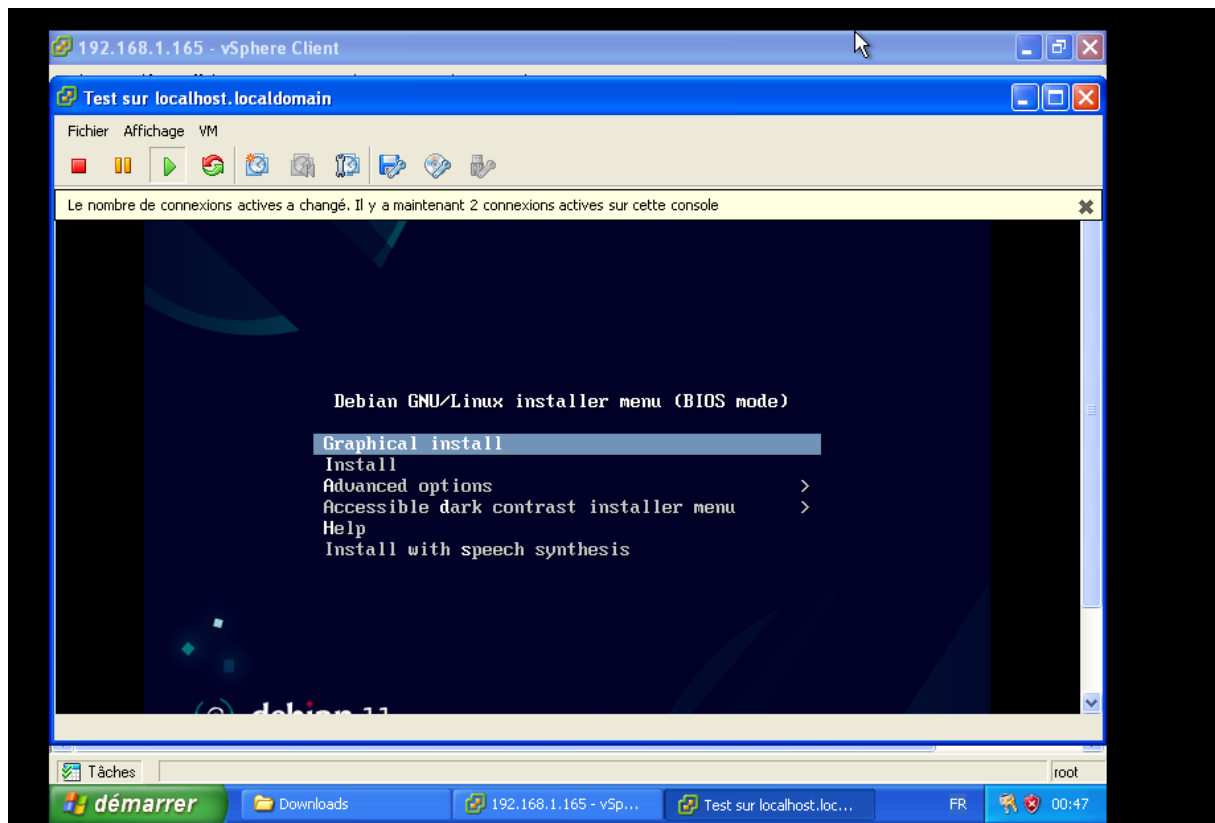 192.168.1.165 - vSphere Client
Test sur localhost.localdomain
Fichier Affichage VM
Le nombre de connexions actives a changé. Il y a maintenant 2 connexions actives sur cette console
Debian GNU/Linux installer menu (BIOS mode)
Graphical install
Install
Advanced options >
Accessible dark contrast installer menu >
Help
Install with speech synthesis
debian 11
Tâches
root
démarrer Downloads 192.168.1.165 - vSp... Test sur localhost.loc... FR 00:47